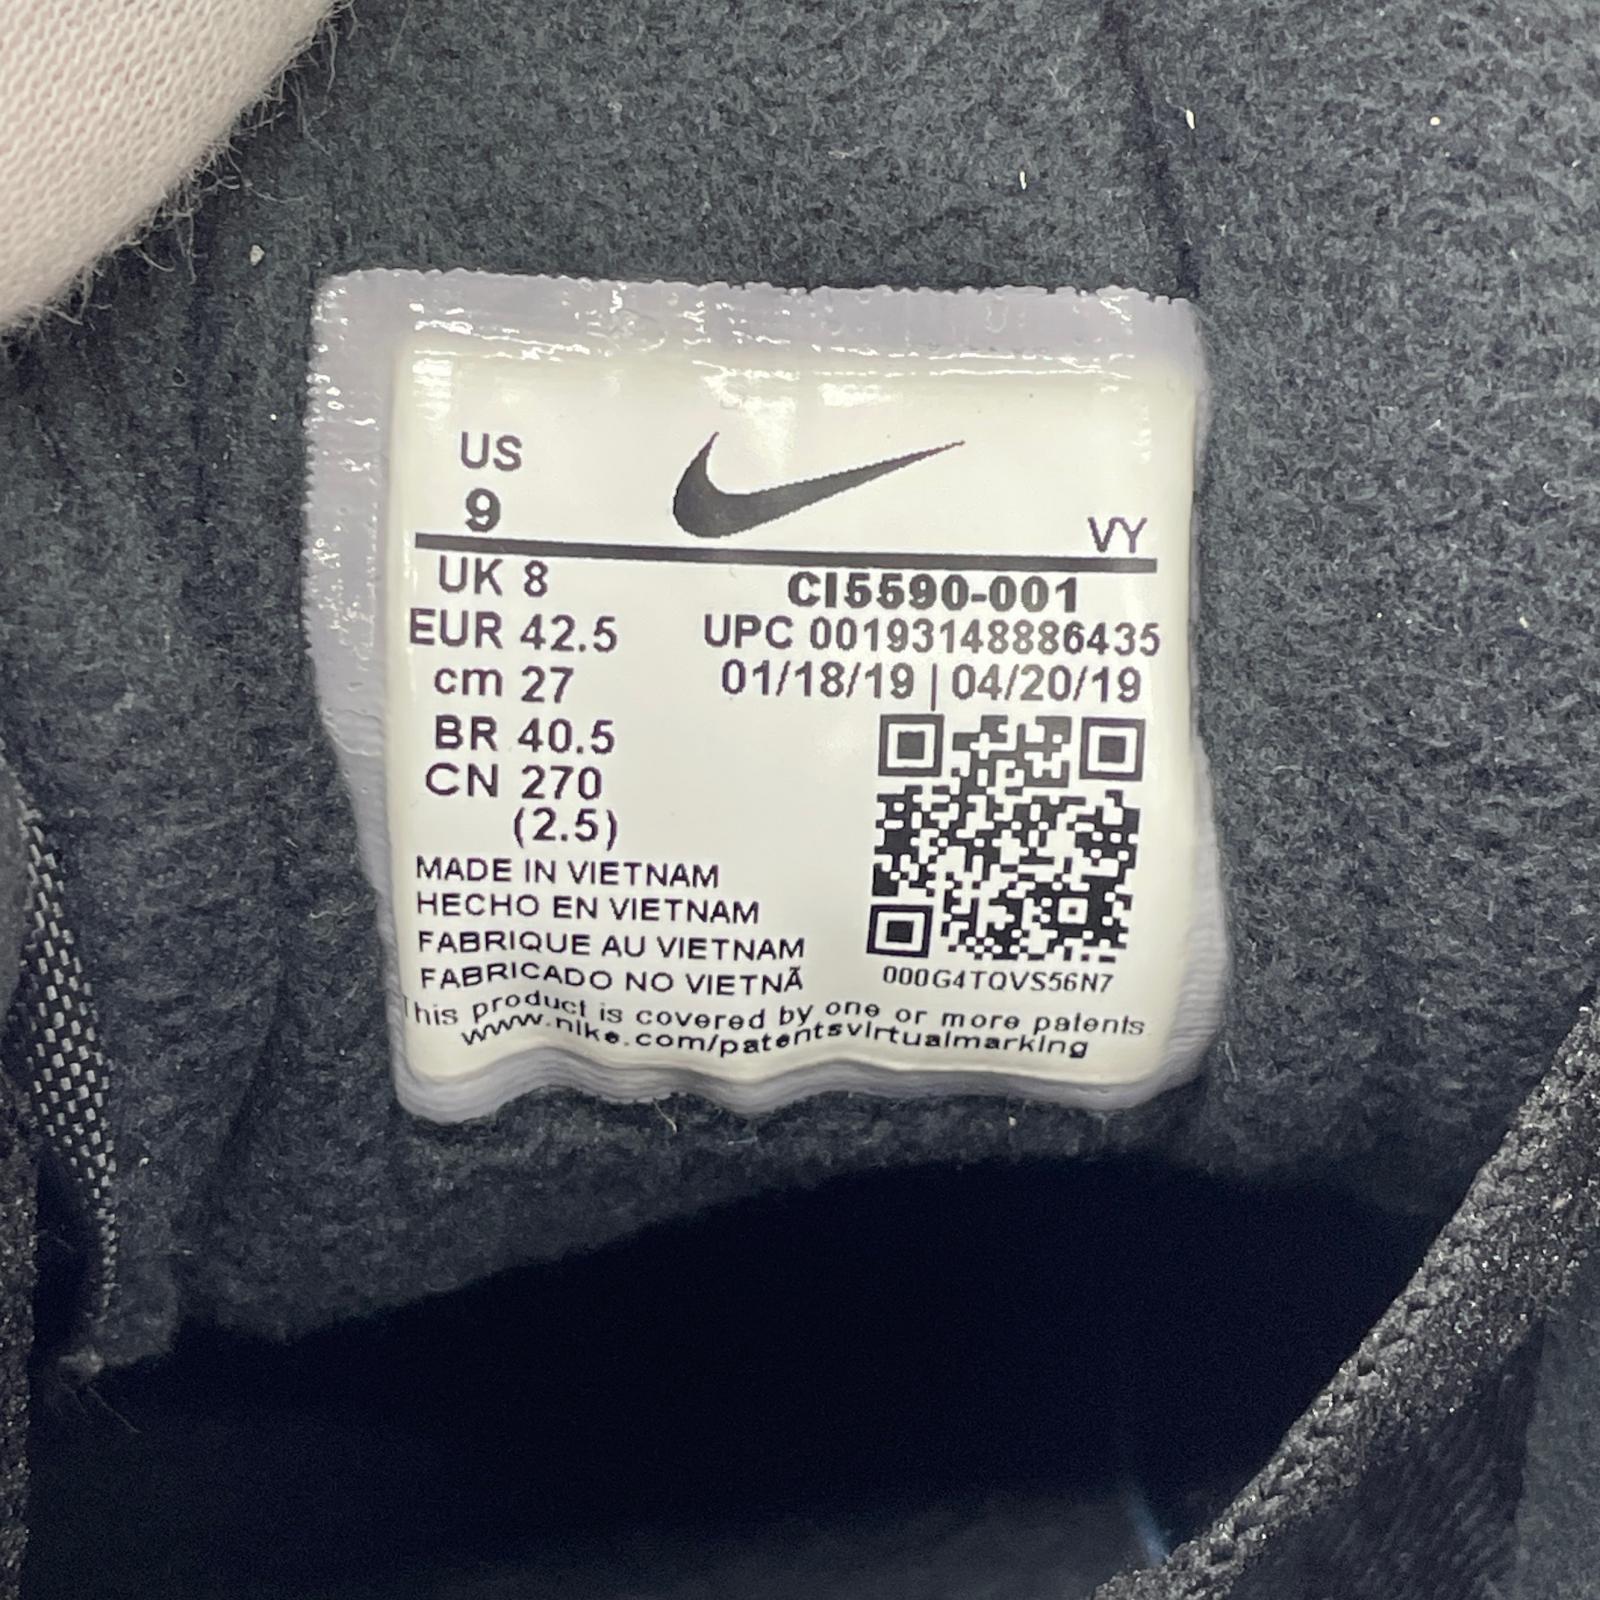 US
9
VY
UK 8
EUR 42.5
cm 27
BR 40.5
CN 270
(2.5)
CI5590-001
UPC 00193148886435
01/18/19 | 04/20/19
MADE IN VIETNAM
HECHO EN VIETNAM
FABRIQUE AU VIETNAM
FABRICADO NO VIETNÃ
000G4TQVS56N7
This product is covered by one or more patents
www.nike.com/patentsvirtualmarking